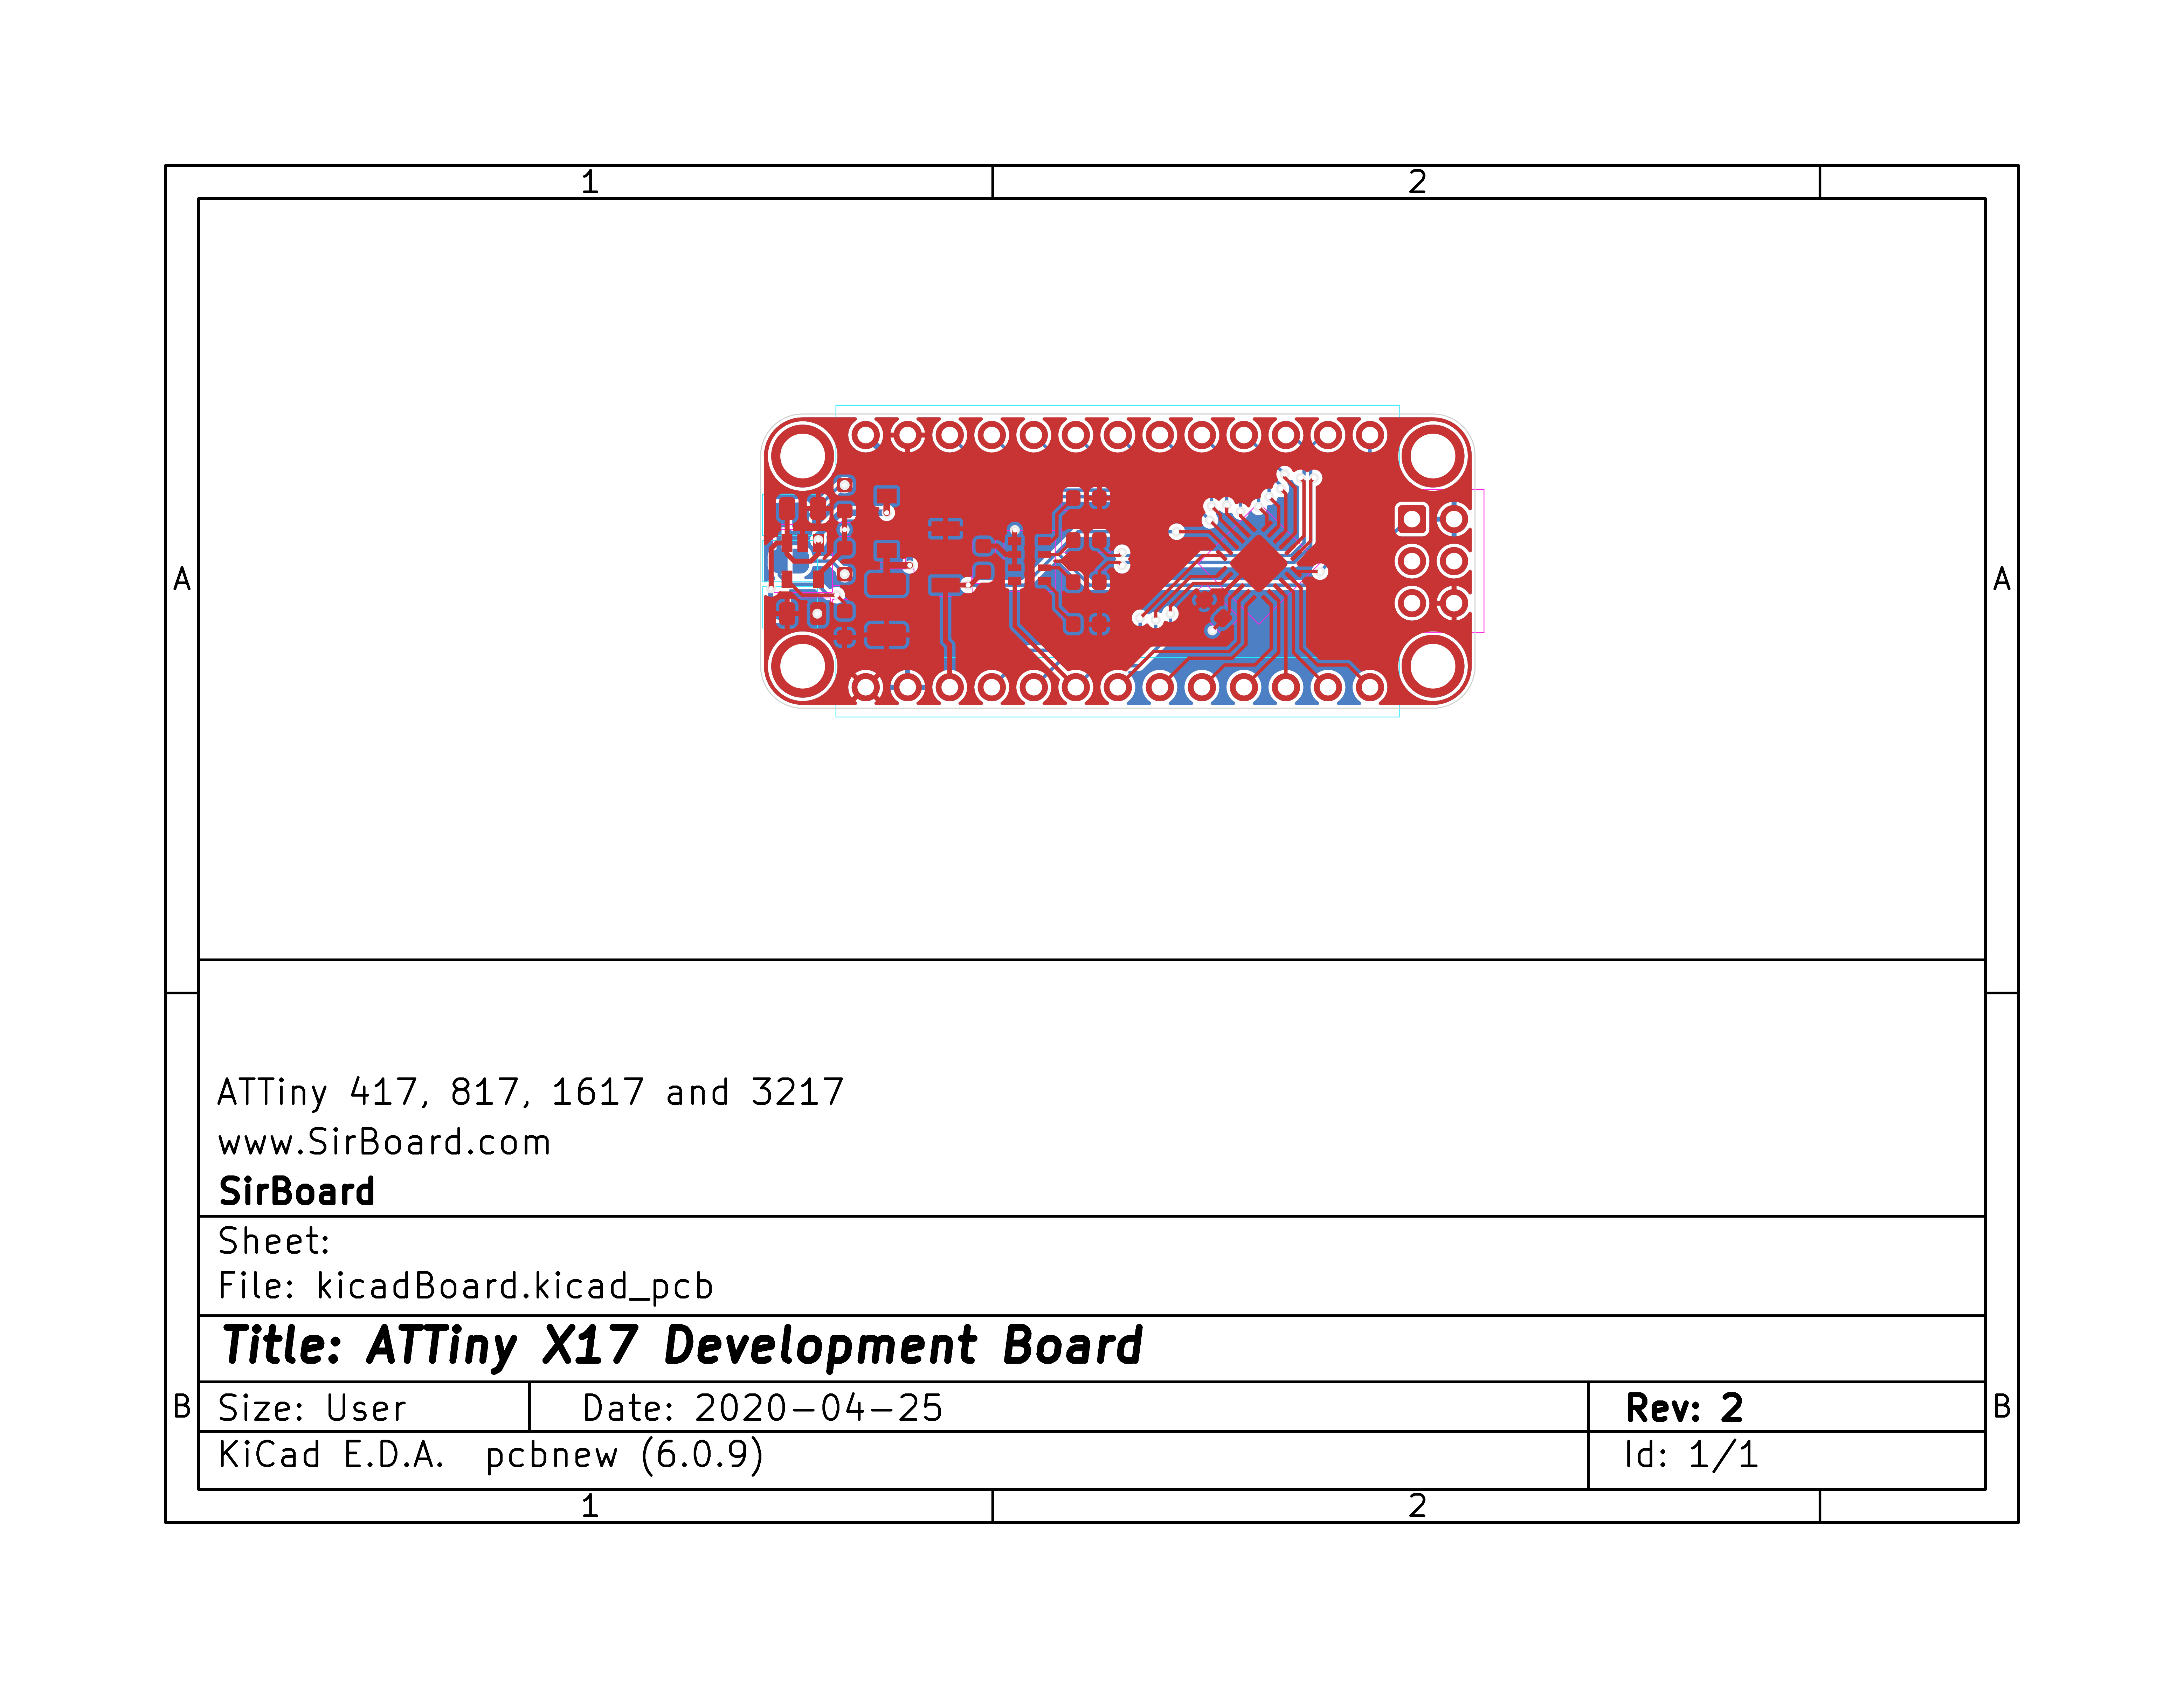 1 2
A A
ATTiny 417, 817, 1617 and 3217
www.SirBoard.com
SirBoard
Sheet:
File: kicadBoard.kicad_pcb
Title: ATTiny X17 Development Board
B Size: User Date: 2020-04-25 Rev: 2 B
KiCad E.D.A. pcbnew (6.0.9) Id: 1/1
1 2